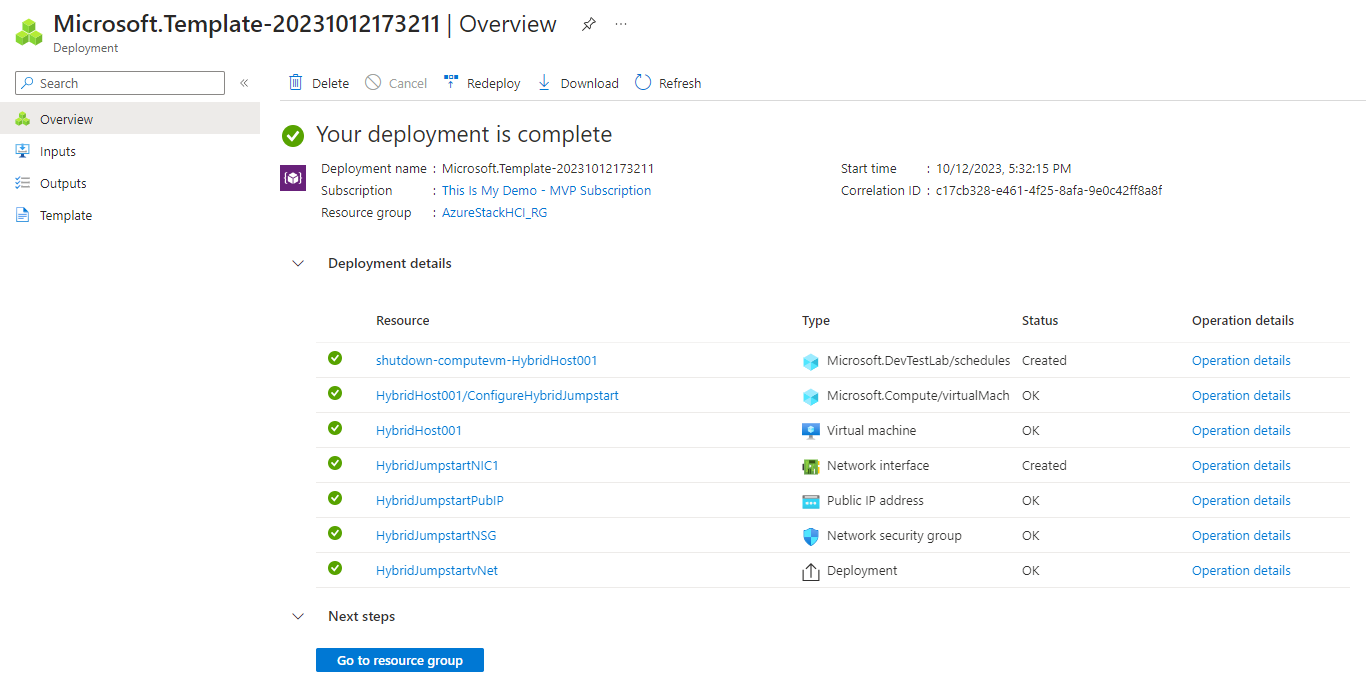 Microsoft.Template-20231012173211 | Overview
Deployment
Search
Overview
Inputs
Outputs
Template
Delete Cancel Redeploy Download Refresh
Your deployment is complete
Deployment name : Microsoft.Template-20231012173211
Subscription : This Is My Demo - MVP Subscription
Resource group : AzureStackHCI_RG
Start time : 10/12/2023, 5:32:15 PM
Correlation ID : c17cb328-e461-4f25-8afa-9e0c42ff8a8f
Deployment details
Resource Type Status Operation details
shutdown-computevm-HybridHost001 Microsoft.DevTestLab/schedules Created Operation details
HybridHost001/ConfigureHybridJumpstart Microsoft.Compute/virtualMach OK Operation details
HybridHost001 Virtual machine OK Operation details
HybridJumpstartNIC1 Network interface Created Operation details
HybridJumpstartPubIP Public IP address OK Operation details
HybridJumpstartNSG Network security group OK Operation details
HybridJumpstartvNet Deployment OK Operation details
Next steps
Go to resource group